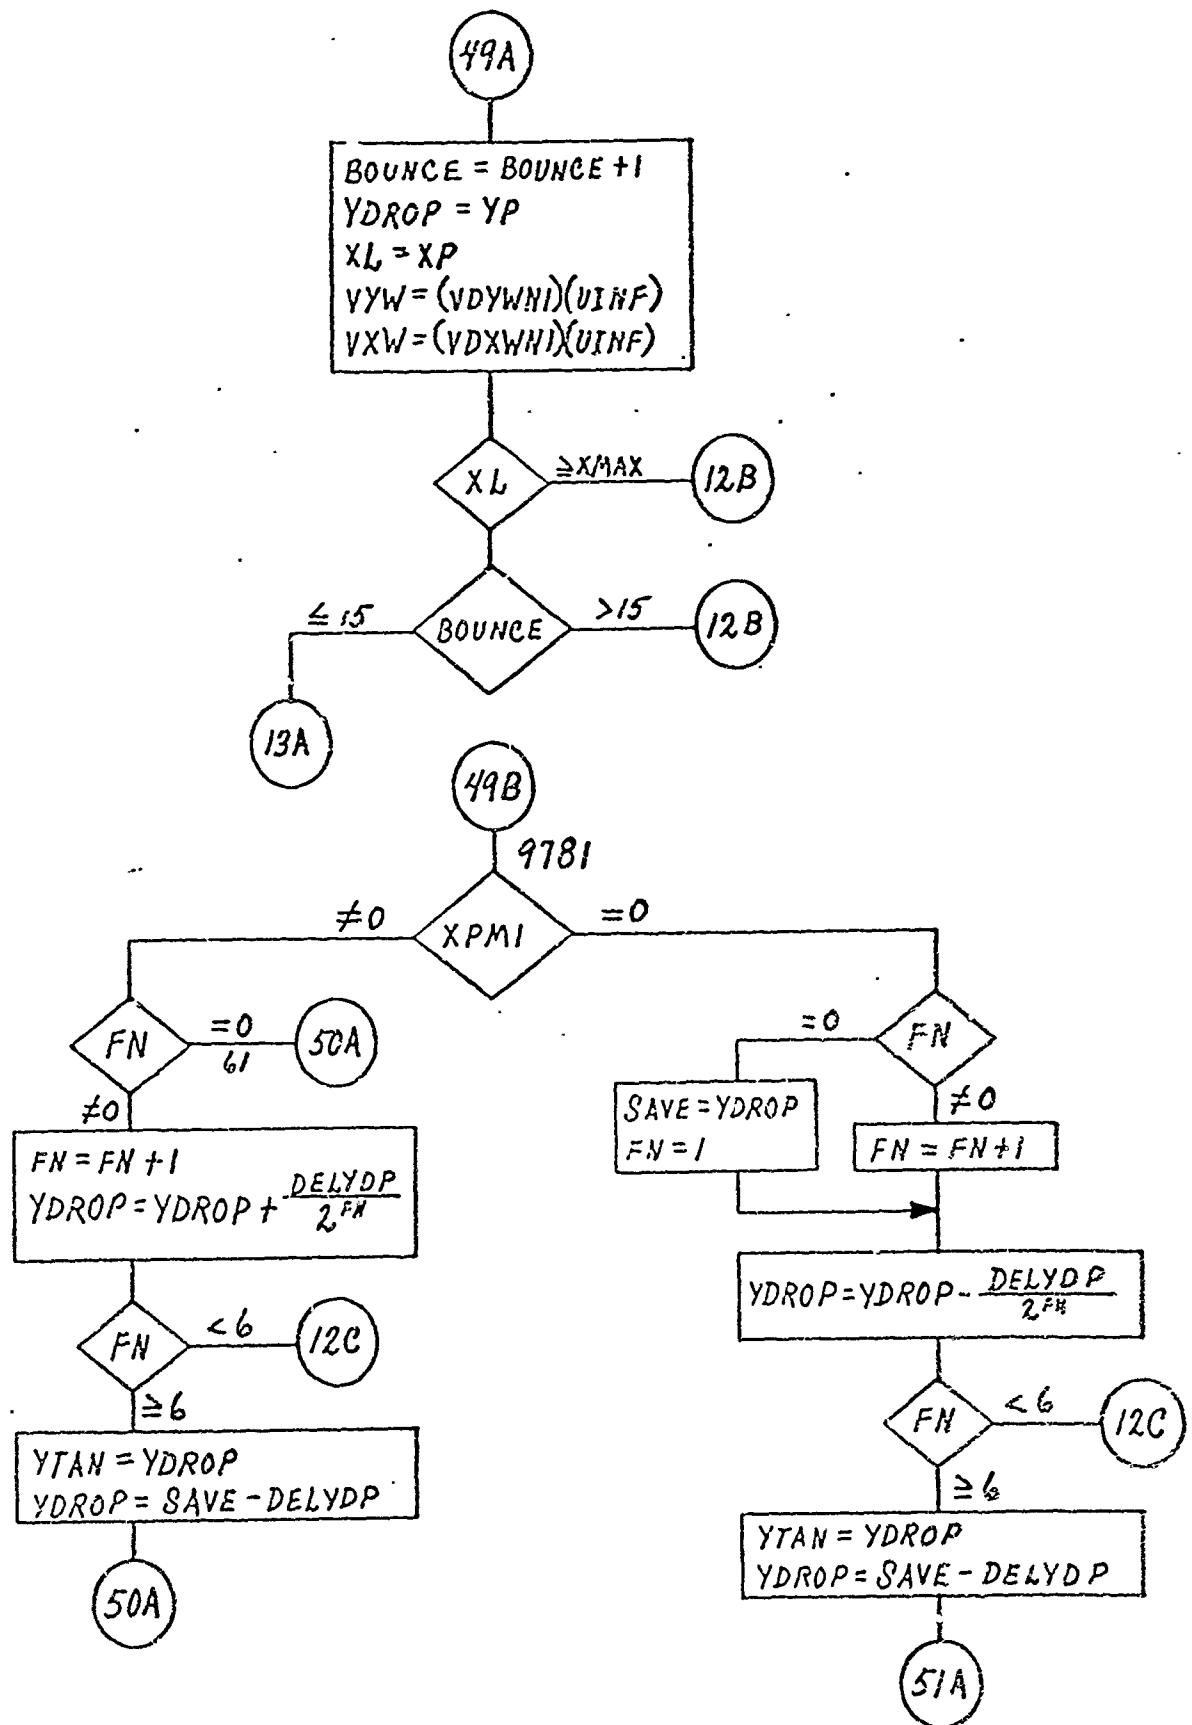 49A
BOUNCE = BOUNCE +1
YDROP = YP
XL = XP
VYW = (VDYWNI)(UINF)
VXW = (VDXWNI)(UINF)
XL
≧XMAX
12B
≦ 15
BOUNCE
>15
12B
13A
49B
9781
≠0
XPMI
=0
FN
=0
61
50A
=0
FN
≠0
≠0
SAVE = YDROP
FN = 1
FN = FN+1
FN = FN +1
YDROP = YDROP + DELYDP / 2^FN
YDROP = YDROP - DELYDP / 2^FN
FN
<6
12C
FN
<6
12C
≧6
≧6
YTAN = YDROP
YDROP = SAVE - DELYDP
YTAN = YDROP
YDROP = SAVE - DELYDP
50A
51A